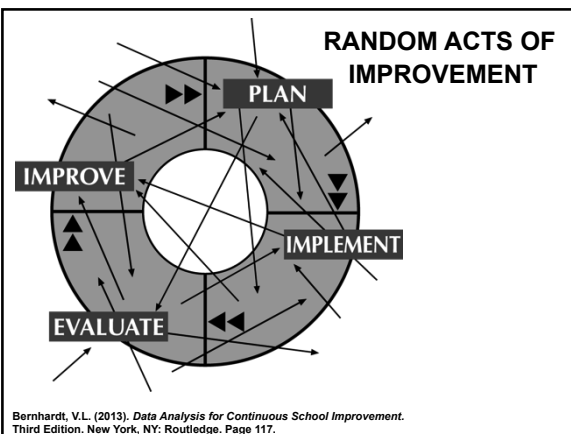 RANDOM ACTS OF
IMPROVEMENT
PLAN
IMPROVE
IMPLEMENT
EVALUATE
Bernhardt, V.L. (2013). Data Analysis for Continuous School Improvement.
Third Edition. New York, NY: Routledge. Page 117.